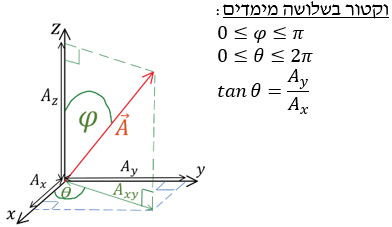 וקטור בשלושה מימדים:
0 ≤ φ ≤ π
0 ≤ θ ≤ 2π
tan θ = A_y / A_x
z
A_z
φ
A⃗
A_x
θ
A_y
y
A_xy
x